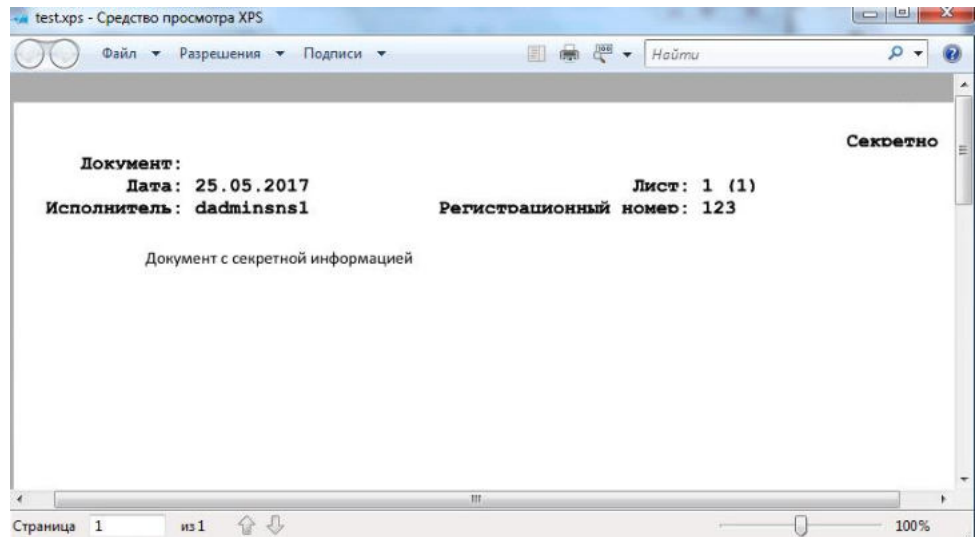 test.xps - Средство просмотра XPS
Файл Разрешения Подписи Найти
Секретно
Документ:
Дата: 25.05.2017 Лист: 1 (1)
Исполнитель: dadminsns1 Регистрационный номер: 123
Документ с секретной информацией
Страница 1 из 1 100%